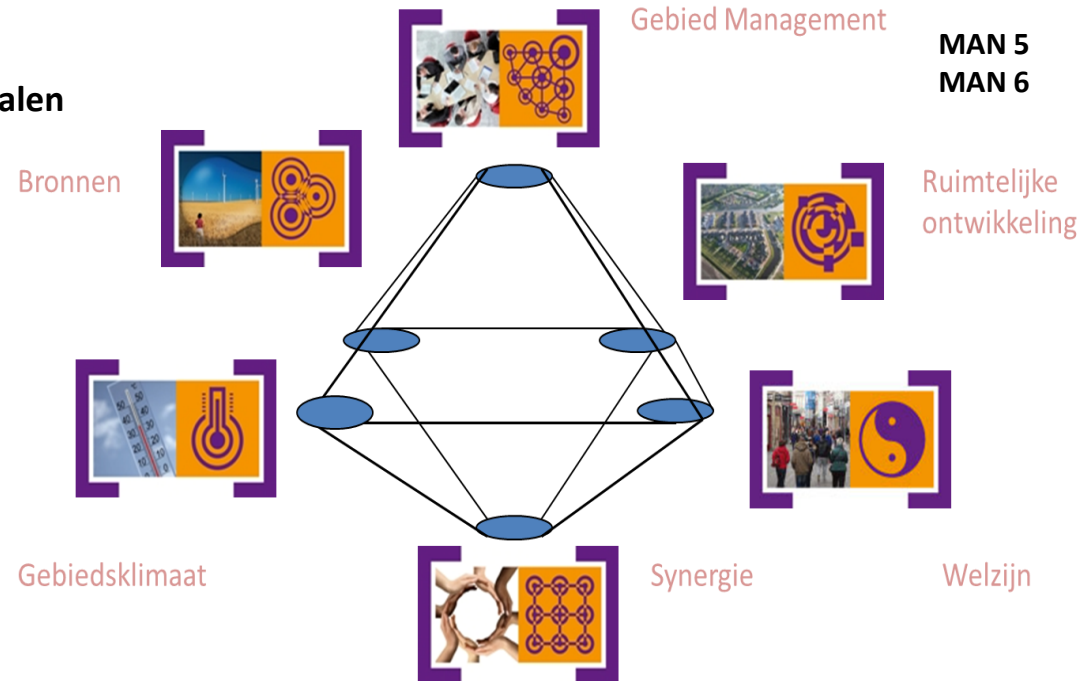 Gebied Management
MAN 5
MAN 6
alen
Bronnen
Ruimtelijke
ontwikkeling
Gebiedsklimaat
Synergie
Welzijn